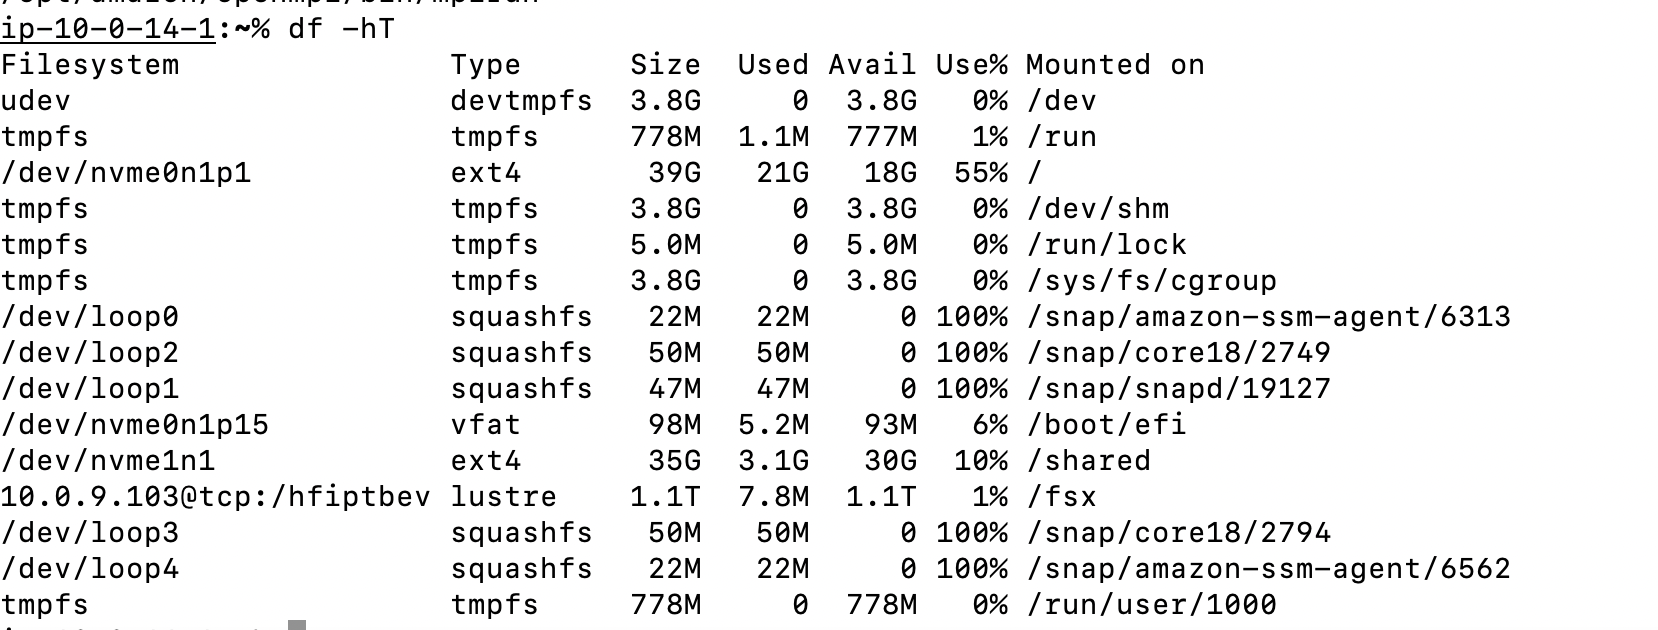 ip-10-0-14-1:~% df -hT
Filesystem Type Size Used Avail Use% Mounted on
udev devtmpfs 3.8G 0 3.8G 0% /dev
tmpfs tmpfs 778M 1.1M 777M 1% /run
/dev/nvme0n1p1 ext4 39G 21G 18G 55% /
tmpfs tmpfs 3.8G 0 3.8G 0% /dev/shm
tmpfs tmpfs 5.0M 0 5.0M 0% /run/lock
tmpfs tmpfs 3.8G 0 3.8G 0% /sys/fs/cgroup
/dev/loop0 squashfs 22M 22M 0 100% /snap/amazon-ssm-agent/6313
/dev/loop2 squashfs 50M 50M 0 100% /snap/core18/2749
/dev/loop1 squashfs 47M 47M 0 100% /snap/snapd/19127
/dev/nvme0n1p15 vfat 98M 5.2M 93M 6% /boot/efi
/dev/nvme1n1 ext4 35G 3.1G 30G 10% /shared
10.0.9.103@tcp:/hfiptbev lustre 1.1T 7.8M 1.1T 1% /fsx
/dev/loop3 squashfs 50M 50M 0 100% /snap/core18/2794
/dev/loop4 squashfs 22M 22M 0 100% /snap/amazon-ssm-agent/6562
tmpfs tmpfs 778M 0 778M 0% /run/user/1000